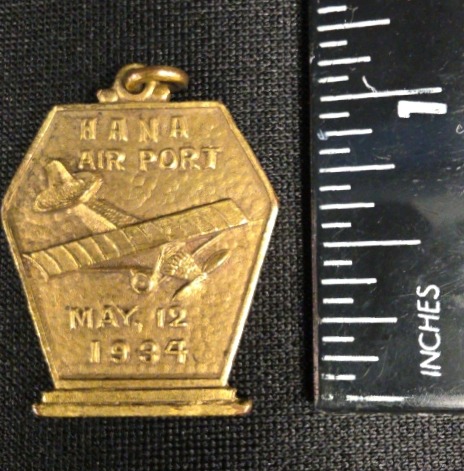 HANA
AIR PORT
MAY, 12
1934
1
INCHES